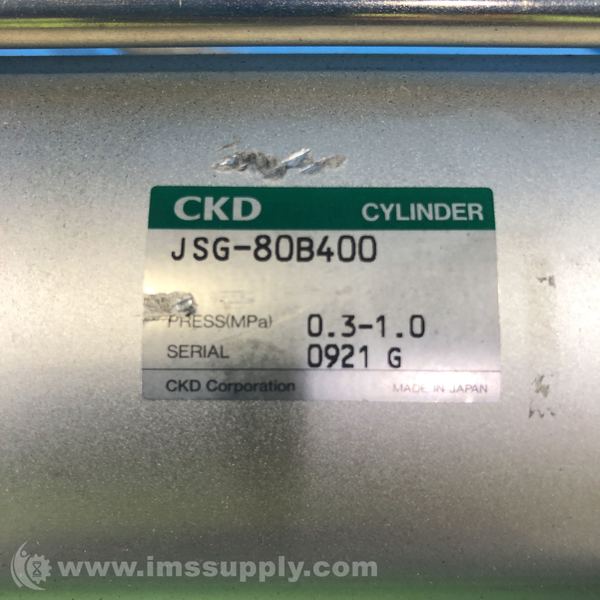 CKD CYLINDER
JSG-80B400
PRESS(MPa) 0.3-1.0
SERIAL 0921 G
CKD Corporation MADE IN JAPAN
www.imssupply.com